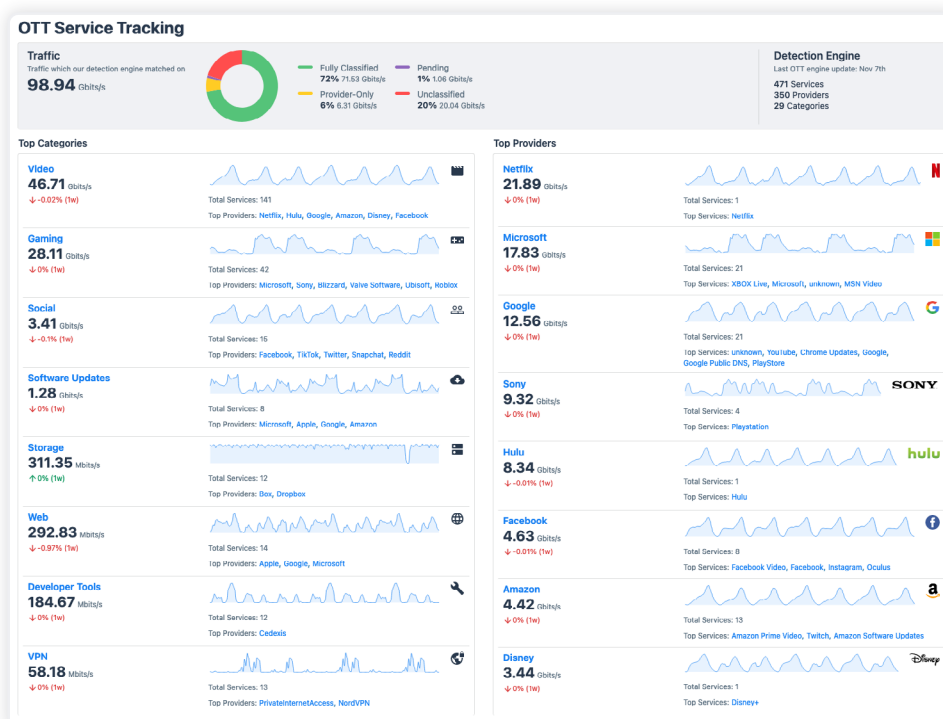 OTT Service Tracking
Traffic
Traffic which our detection engine matched on
98.94 Gbits/s
Fully Classified
72% 71.53 Gbits/s
Pending
1% 1.06 Gbits/s
Provider-Only
6% 6.31 Gbits/s
Unclassified
20% 20.04 Gbits/s
Detection Engine
Last OTT engine update: Nov 7th
471 Services
350 Providers
29 Categories
Top Categories
Video
46.71 Gbits/s
↓ -0.02% (1w)
Total Services: 141
Top Providers: Netflix, Hulu, Google, Amazon, Disney, Facebook
Gaming
28.11 Gbits/s
↓ 0% (1w)
Total Services: 42
Top Providers: Microsoft, Sony, Blizzard, Valve Software, Ubisoft, Roblox
Social
3.41 Gbits/s
↓ -0.1% (1w)
Total Services: 15
Top Providers: Facebook, TikTok, Twitter, Snapchat, Reddit
Software Updates
1.28 Gbits/s
↓ 0% (1w)
Total Services: 8
Top Providers: Microsoft, Apple, Google, Amazon
Storage
311.35 Mbits/s
↑ 0% (1w)
Total Services: 12
Top Providers: Box, Dropbox
Web
292.83 Mbits/s
↓ -0.97% (1w)
Total Services: 14
Top Providers: Apple, Google, Microsoft
Developer Tools
184.67 Mbits/s
↓ 0% (1w)
Total Services: 12
Top Providers: Cedexis
VPN
58.18 Mbits/s
↓ 0% (1w)
Total Services: 13
Top Providers: PrivateInternetAccess, NordVPN
Top Providers
Netflix
21.89 Gbits/s
↓ 0% (1w)
N
Total Services: 1
Top Services: Netflix
Microsoft
17.83 Gbits/s
↓ 0% (1w)
Total Services: 21
Top Services: XBOX Live, Microsoft, unknown, MSN Video
Google
12.56 Gbits/s
↓ 0% (1w)
G
Total Services: 21
Top Services: unknown, YouTube, Chrome Updates, Google,
Google Public DNS, PlayStore
Sony
9.32 Gbits/s
↓ 0% (1w)
SONY
Total Services: 4
Top Services: Playstation
Hulu
8.34 Gbits/s
↓ -0.01% (1w)
hulu
Total Services: 1
Top Services: Hulu
Facebook
4.63 Gbits/s
↓ -0.01% (1w)
f
Total Services: 8
Top Services: Facebook Video, Facebook, Instagram, Oculus
Amazon
4.42 Gbits/s
↓ 0% (1w)
a
Total Services: 13
Top Services: Amazon Prime Video, Twitch, Amazon Software Updates
Disney
3.44 Gbits/s
↓ 0% (1w)
Disney
Total Services: 1
Top Services: Disney+